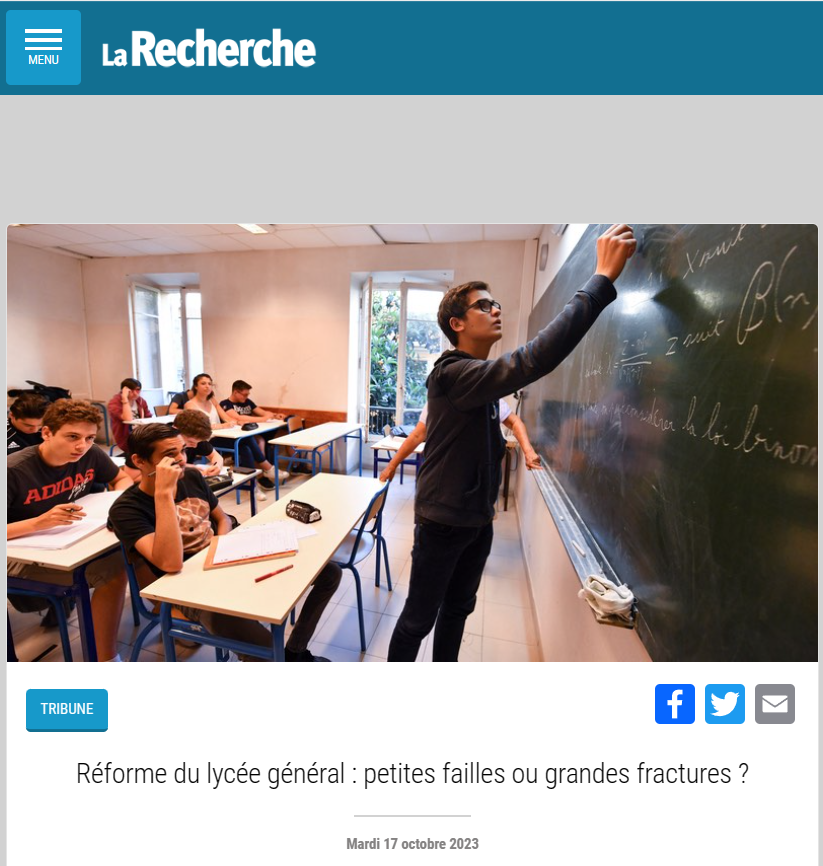 MENU
La Recherche
X suit
Z suit B(n,
considérer la loi binom
ADIDAS
TRIBUNE
Réforme du lycée général : petites failles ou grandes fractures ?
Mardi 17 octobre 2023